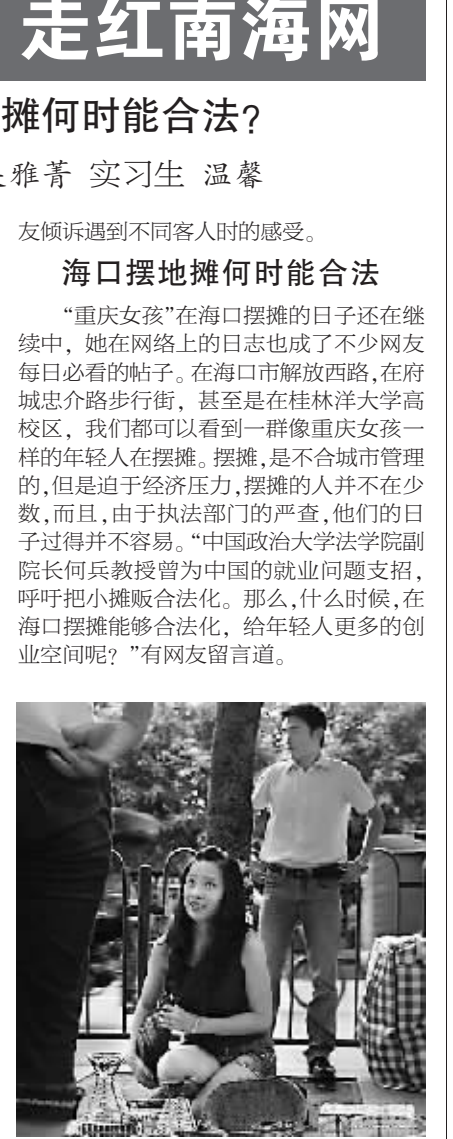 走红南海网
摊何时能合法？
雅菁 实习生 温馨
友倾诉遇到不同客人时的感受。
海口摆地摊何时能合法
“重庆女孩”在海口摆摊的日子还在继
续中，她在网络上的日志也成了不少网友
每日必看的帖子。在海口市解放西路，在府
城忠介路步行街，甚至是在桂林洋大学高
校区，我们都可以看到一群像重庆女孩一
样的年轻人在摆摊。摆摊，是不合城市管理
的，但是迫于经济压力，摆摊的人并不在少
数，而且，由于执法部门的严查，他们的日
子过得并不容易。“中国政治大学法学院副
院长何兵教授曾为中国的就业问题支招，
呼吁把小摊贩合法化。那么，什么时候，在
海口摆摊能够合法化，给年轻人更多的创
业空间呢？”有网友留言道。